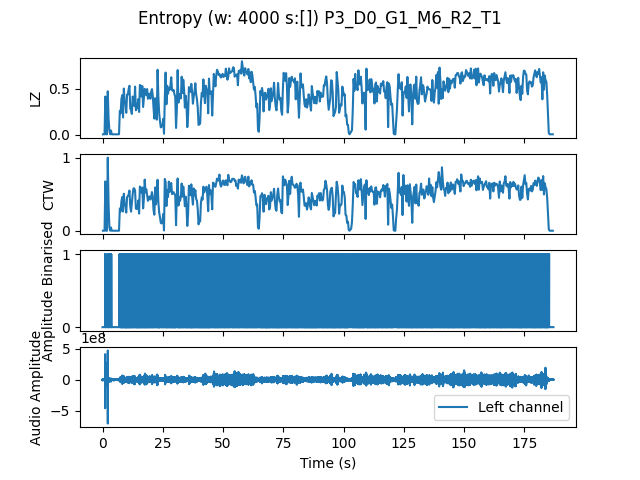 Entropy (w: 4000 s:[]) P3_D0_G1_M6_R2_T1
LZ
0.5
0.0
CTW
1
0
Amplitude Binarised
1
0
1e8
Audio Amplitude
5
0
−5
Left channel
0 25 50 75 100 125 150 175
Time (s)